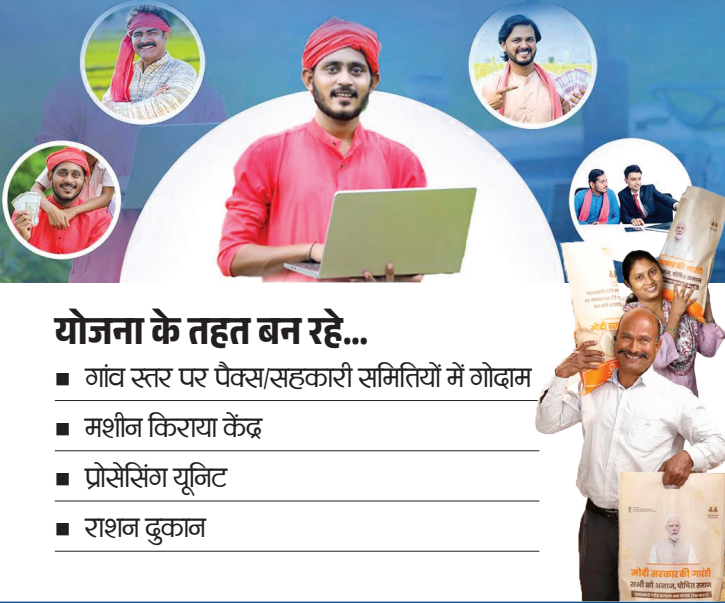 योजना के तहत बन रहे...
■ गांव स्तर पर पैक्स/सहकारी समितियों में गोदाम
■ मशीन किराया केंद्र
■ प्रोसेसिंग यूनिट
■ राशन दुकान
मोदी सरकार की गारंटी
सभी को अनाज, पोषित समाज